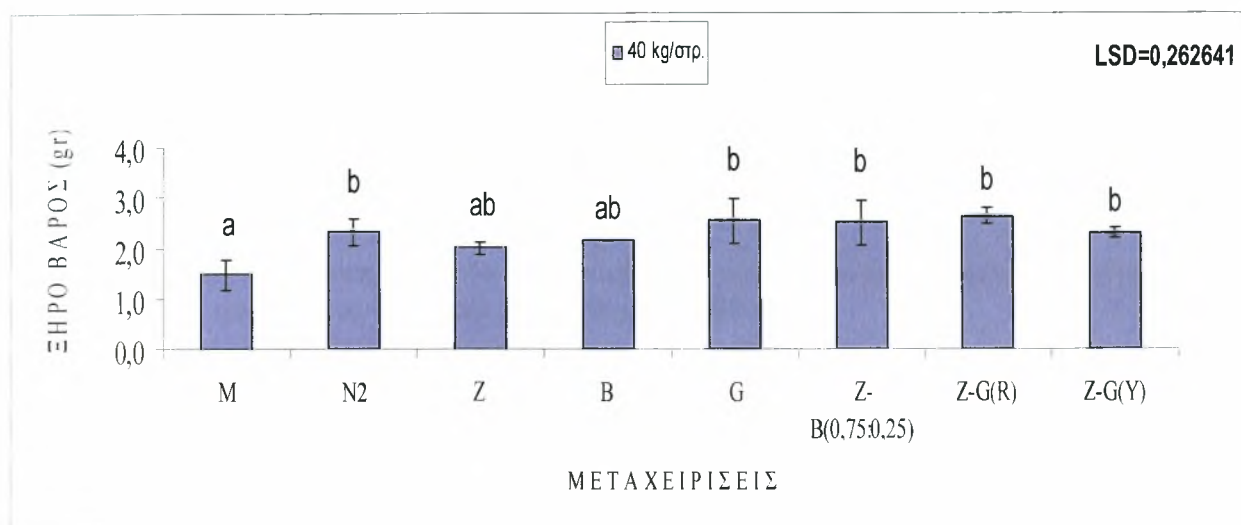 40 kg/στρ.
LSD=0,262641
ΞΗΡΟ ΒΑΡΟΣ (gr)
4,0
3,0
2,0
1,0
0,0
a
b
ab
ab
b
b
b
b
M
N2
Z
B
G
Z-
B(0,75:0,25)
Z-G(R)
Z-G(Y)
ΜΕΤΑΧΕΙΡΙΣΕΙΣ